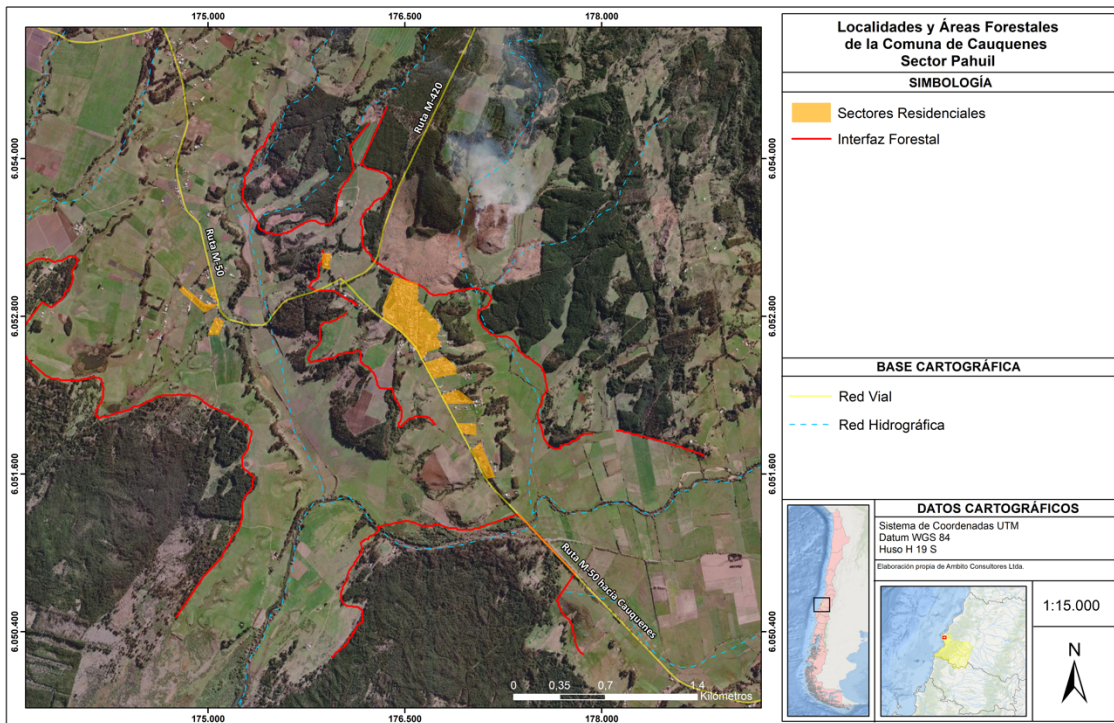 175.000
176.500
178.000
6.054.000
6.052.800
6.051.600
6.050.400
6.054.000
6.052.800
6.051.600
6.050.400
Ruta M-420
Ruta M-50
Ruta M-50 hacia Cauquenes
0 0,35 0,7 1,4
Kilómetros
175.000
176.500
178.000
Localidades y Áreas Forestales
de la Comuna de Cauquenes
Sector Pahuil
SIMBOLOGÍA
Sectores Residenciales
Interfaz Forestal
BASE CARTOGRÁFICA
Red Vial
Red Hidrográfica
DATOS CARTOGRÁFICOS
Sistema de Coordenadas UTM
Datum WGS 84
Huso H 19 S
Elaboración propia de Ambito Consultores Ltda.
1:15.000
N